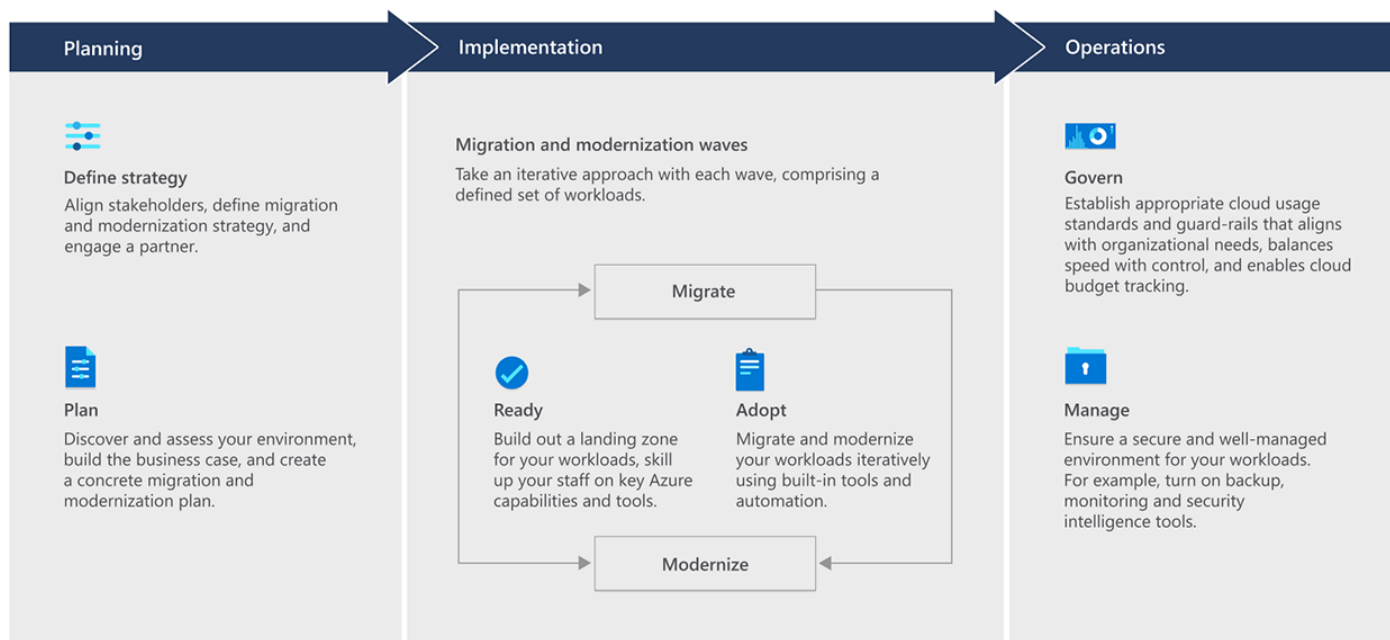 Planning
Implementation
Operations
Define strategy
Align stakeholders, define migration
and modernization strategy, and
engage a partner.
Plan
Discover and assess your environment,
build the business case, and create
a concrete migration and
modernization plan.
Migration and modernization waves
Take an iterative approach with each wave, comprising a
defined set of workloads.
Migrate
Ready
Build out a landing zone
for your workloads, skill
up your staff on key Azure
capabilities and tools.
Adopt
Migrate and modernize
your workloads iteratively
using built-in tools and
automation.
Modernize
Govern
Establish appropriate cloud usage
standards and guard-rails that aligns
with organizational needs, balances
speed with control, and enables cloud
budget tracking.
Manage
Ensure a secure and well-managed
environment for your workloads.
For example, turn on backup,
monitoring and security
intelligence tools.